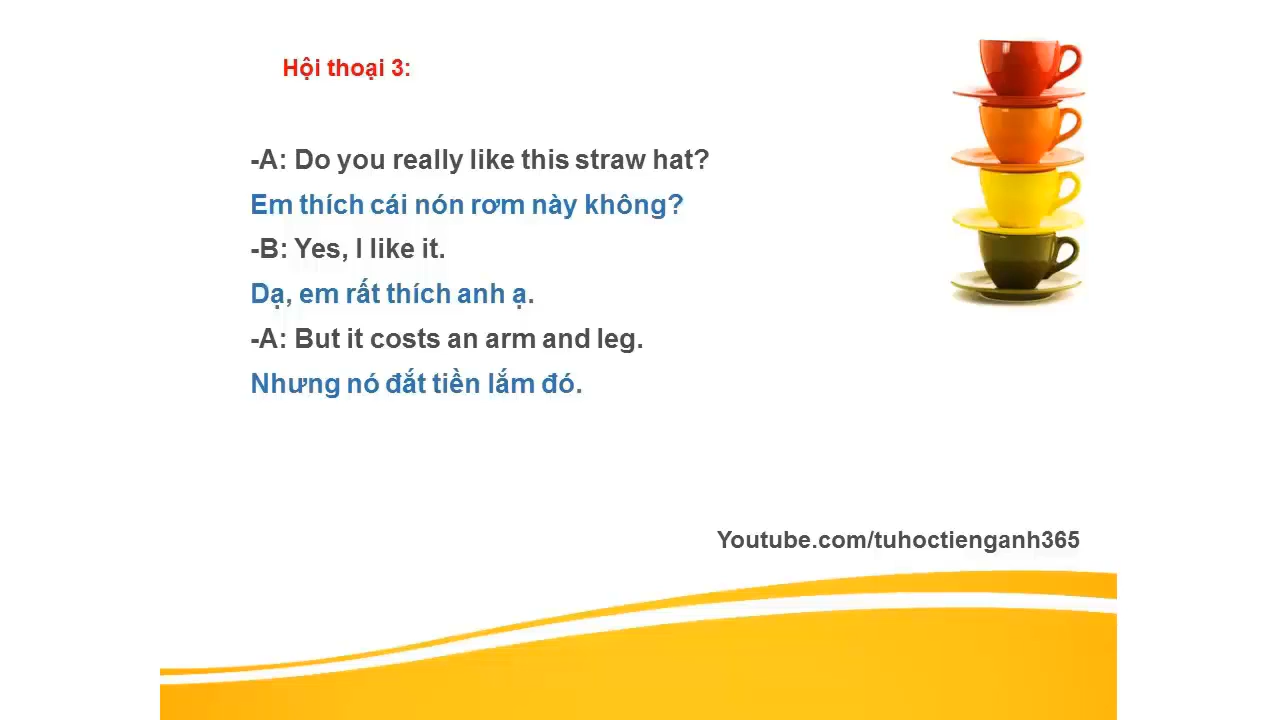 Hội thoại 3:
-A: Do you really like this straw hat?
Em thích cái nón rơm này không?
-B: Yes, I like it.
Dạ, em rất thích anh ạ.
-A: But it costs an arm and leg.
Nhưng nó đắt tiền lắm đó.
Youtube.com/tuhoctienganh365